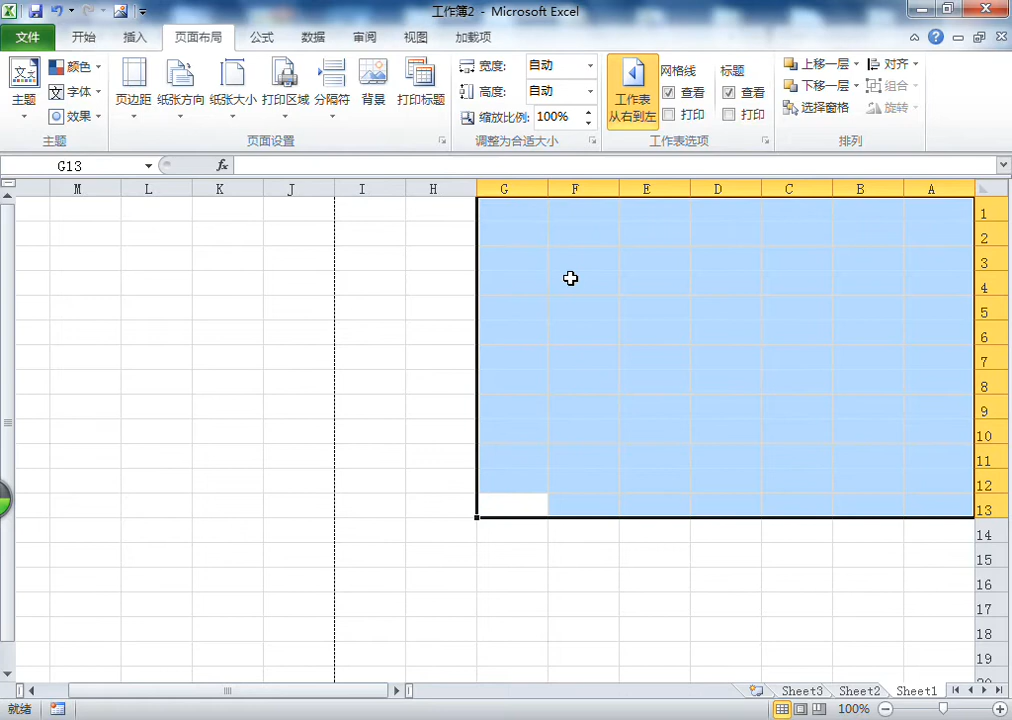 工作簿2 - Microsoft Excel
文件 开始 插入 页面布局 公式 数据 审阅 视图 加载项
主题 颜色 字体 效果
主题
页边距 纸张方向 纸张大小 打印区域 分隔符 背景 打印标题
页面设置
宽度: 自动
高度: 自动
缩放比例: 100%
调整为合适大小
工作表
从右到左
网格线 标题
查看 查看
打印 打印
工作表选项
上移一层 对齐
下移一层 组合
选择窗格 旋转
排列
G13 fx
M L K J I H G F E D C B A
1
2
3
4
5
6
7
8
9
10
11
12
13
14
15
16
17
18
19
Sheet3 Sheet2 Sheet1
就绪 100%